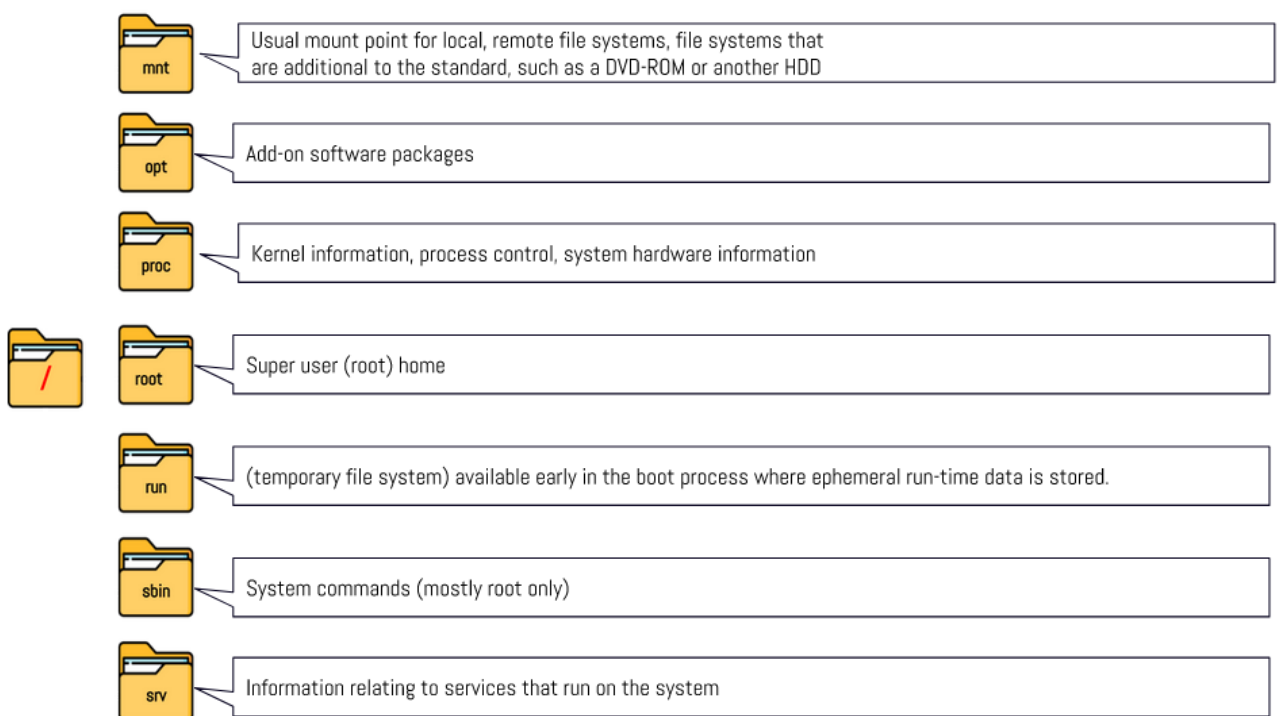 mnt
Usual mount point for local, remote file systems, file systems that
are additional to the standard, such as a DVD-ROM or another HDD
opt
Add-on software packages
proc
Kernel information, process control, system hardware information
/
root
Super user (root) home
run
(temporary file system) available early in the boot process where ephemeral run-time data is stored.
sbin
System commands (mostly root only)
srv
Information relating to services that run on the system